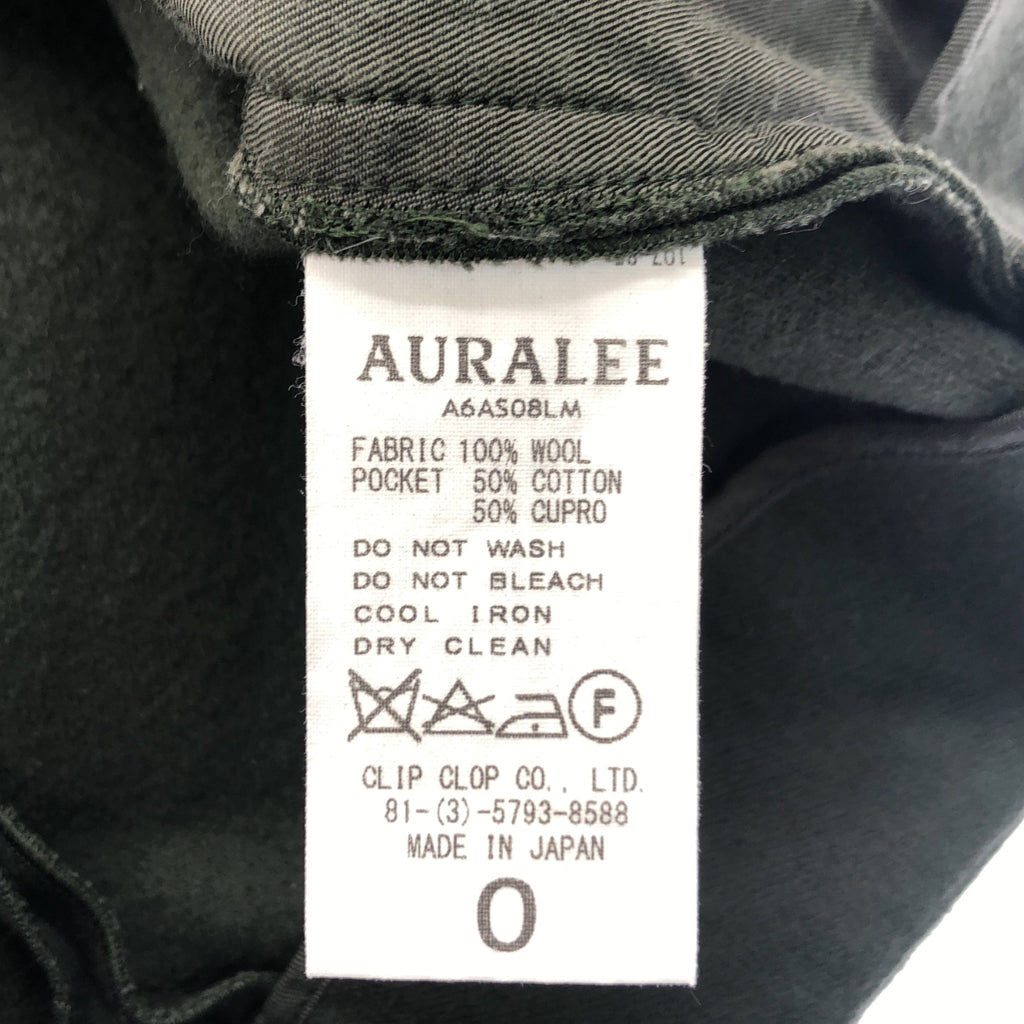 AURALEE
A6AS08LM
FABRIC 100% WOOL
POCKET 50% COTTON
50% CUPRO
DO NOT WASH
DO NOT BLEACH
COOL IRON
DRY CLEAN
F
CLIP CLOP CO., LTD.
81-(3)-5793-8588
MADE IN JAPAN
0